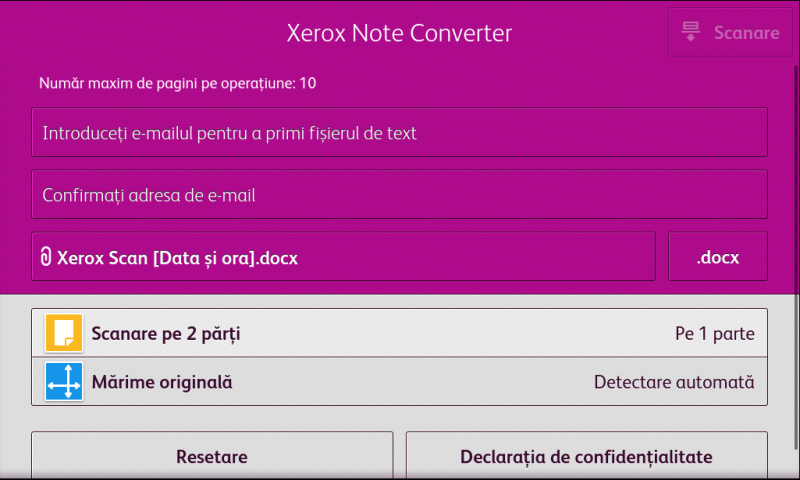 Xerox Note Converter
Scanare
Număr maxim de pagini pe operațiune: 10
Introduceți e-mailul pentru a primi fișierul de text
Confirmați adresa de e-mail
Xerox Scan [Data și ora].docx
.docx
Scanare pe 2 părți
Pe 1 parte
Mărime originală
Detectare automată
Resetare
Declarația de confidențialitate